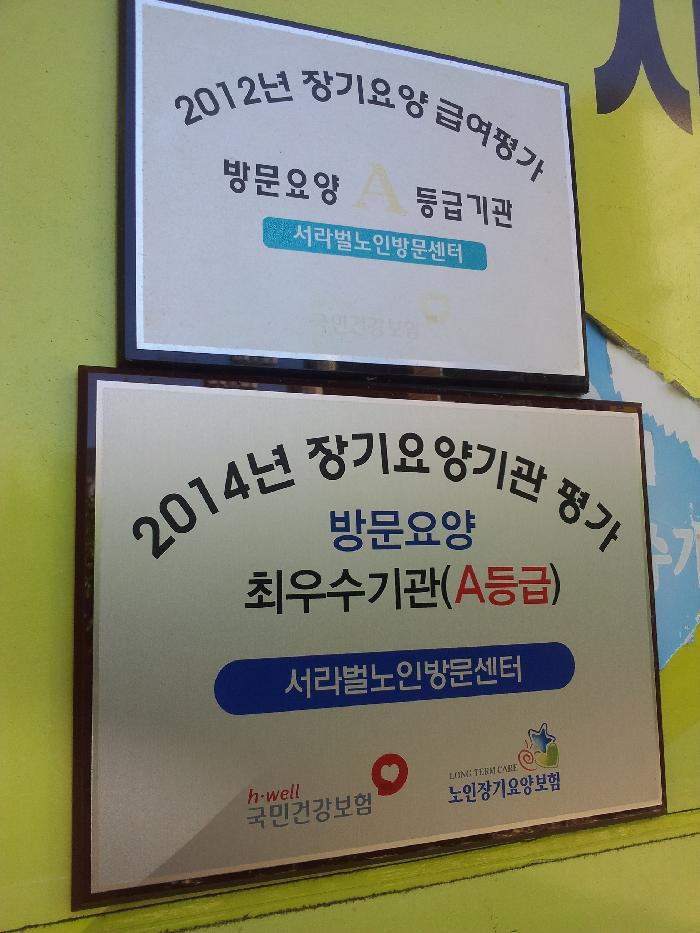 2012년 장기요양 급여평가
방문요양 A 등급기관
서라벌노인방문센터
국민건강보험
2014년 장기요양기관 평가
방문요양
최우수기관(A등급)
서라벌노인방문센터
h·well
국민건강보험
LONG TERM CARE
노인장기요양보험